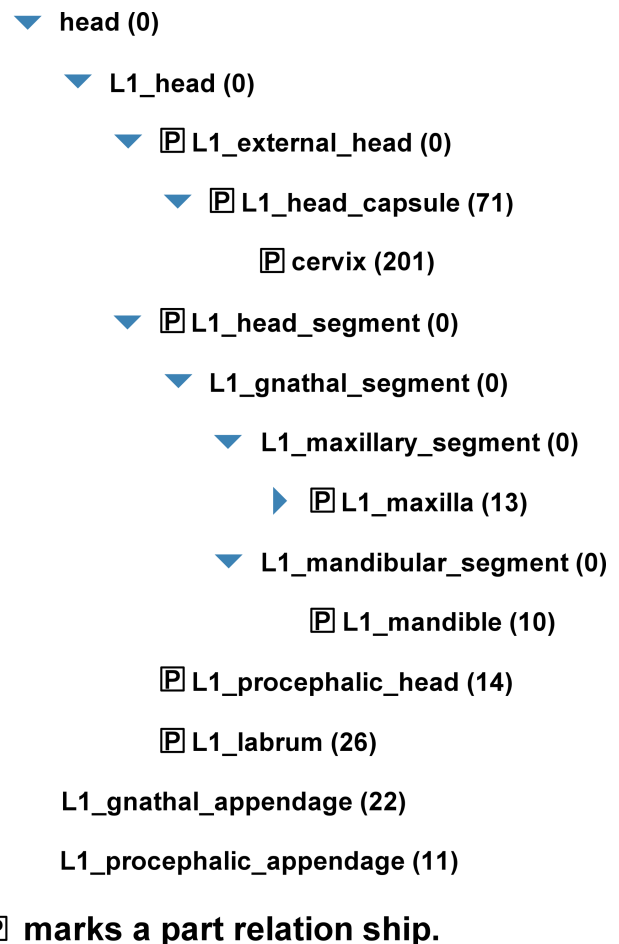 head (0)
L1_head (0)
P L1_external_head (0)
P L1_head_capsule (71)
P cervix (201)
P L1_head_segment (0)
L1_gnathal_segment (0)
L1_maxillary_segment (0)
P L1_maxilla (13)
L1_mandibular_segment (0)
P L1_mandible (10)
P L1_procephalic_head (14)
P L1_labrum (26)
L1_gnathal_appendage (22)
L1_procephalic_appendage (11)
P marks a part relation ship.